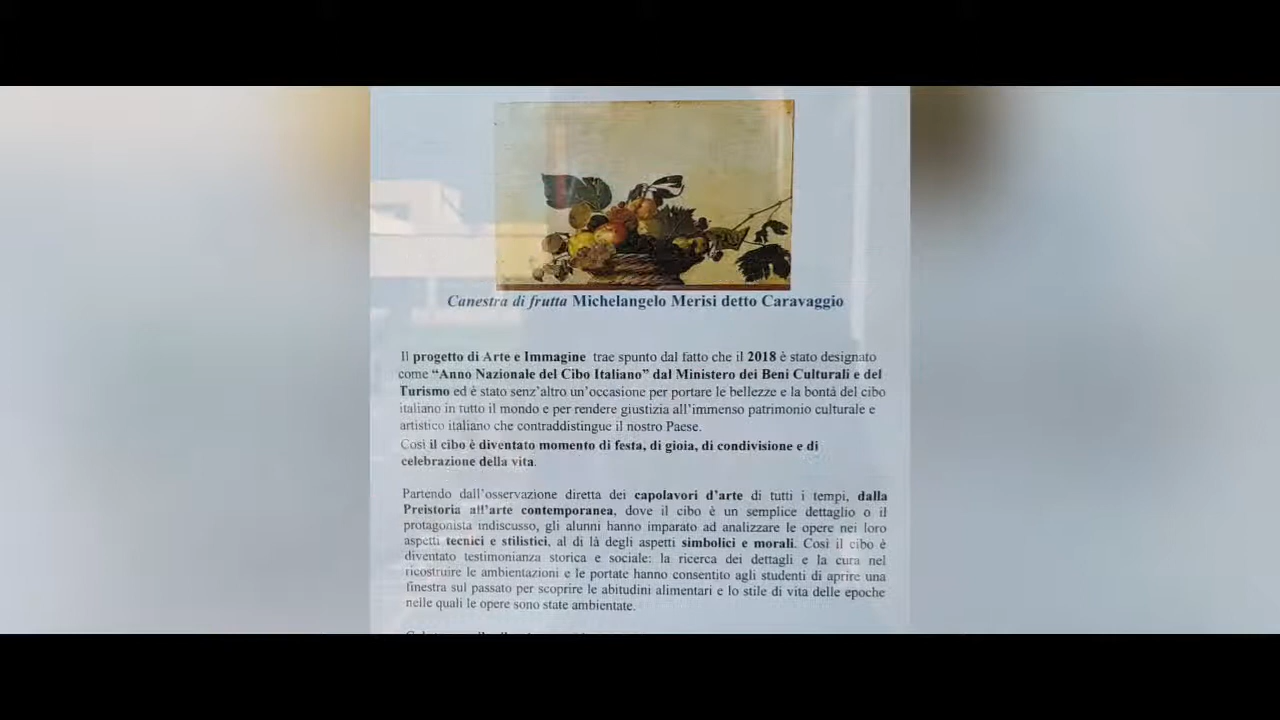 Canestra di frutta Michelangelo Merisi detto Caravaggio
Il progetto di Arte e Immagine trae spunto dal fatto che il 2018 è stato designato
come “Anno Nazionale del Cibo Italiano” dal Ministero dei Beni Culturali e del
Turismo ed è stato senz’altro un’occasione per portare le bellezze e la bontà del cibo
italiano in tutto il mondo e per rendere giustizia all’immenso patrimonio culturale e
artistico italiano che contraddistingue il nostro Paese.
Così il cibo è diventato momento di festa, di gioia, di condivisione e di
celebrazione della vita.
Partendo dall’osservazione diretta dei capolavori d’arte di tutti i tempi, dalla
Preistoria all’arte contemporanea, dove il cibo è un semplice dettaglio o il
protagonista indiscusso, gli alunni hanno imparato ad analizzare le opere nei loro
aspetti tecnici e stilistici, al di là degli aspetti simbolici e morali. Così il cibo è
diventato testimonianza storica e sociale: la ricerca dei dettagli e la cura nel
ricostruire le ambientazioni e le portate hanno consentito agli studenti di aprire una
finestra sul passato per scoprire le abitudini alimentari e lo stile di vita delle epoche
nelle quali le opere sono state ambientate.